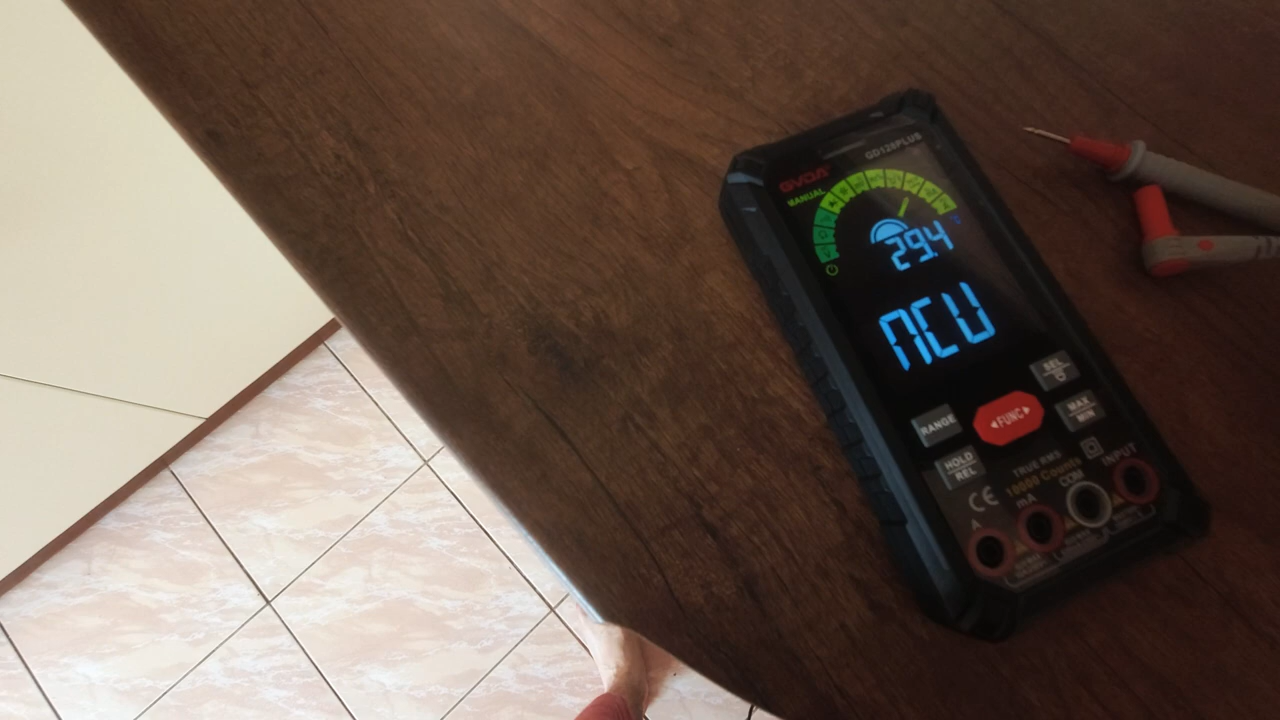 GVDA
GD128PLUS
MANUAL
29.4
NCU
SEL
RANGE
FUNC
MAX
MIN
HOLD
REL
TRUE RMS
10000 Counts
CE
A
mA
COM
INPUT